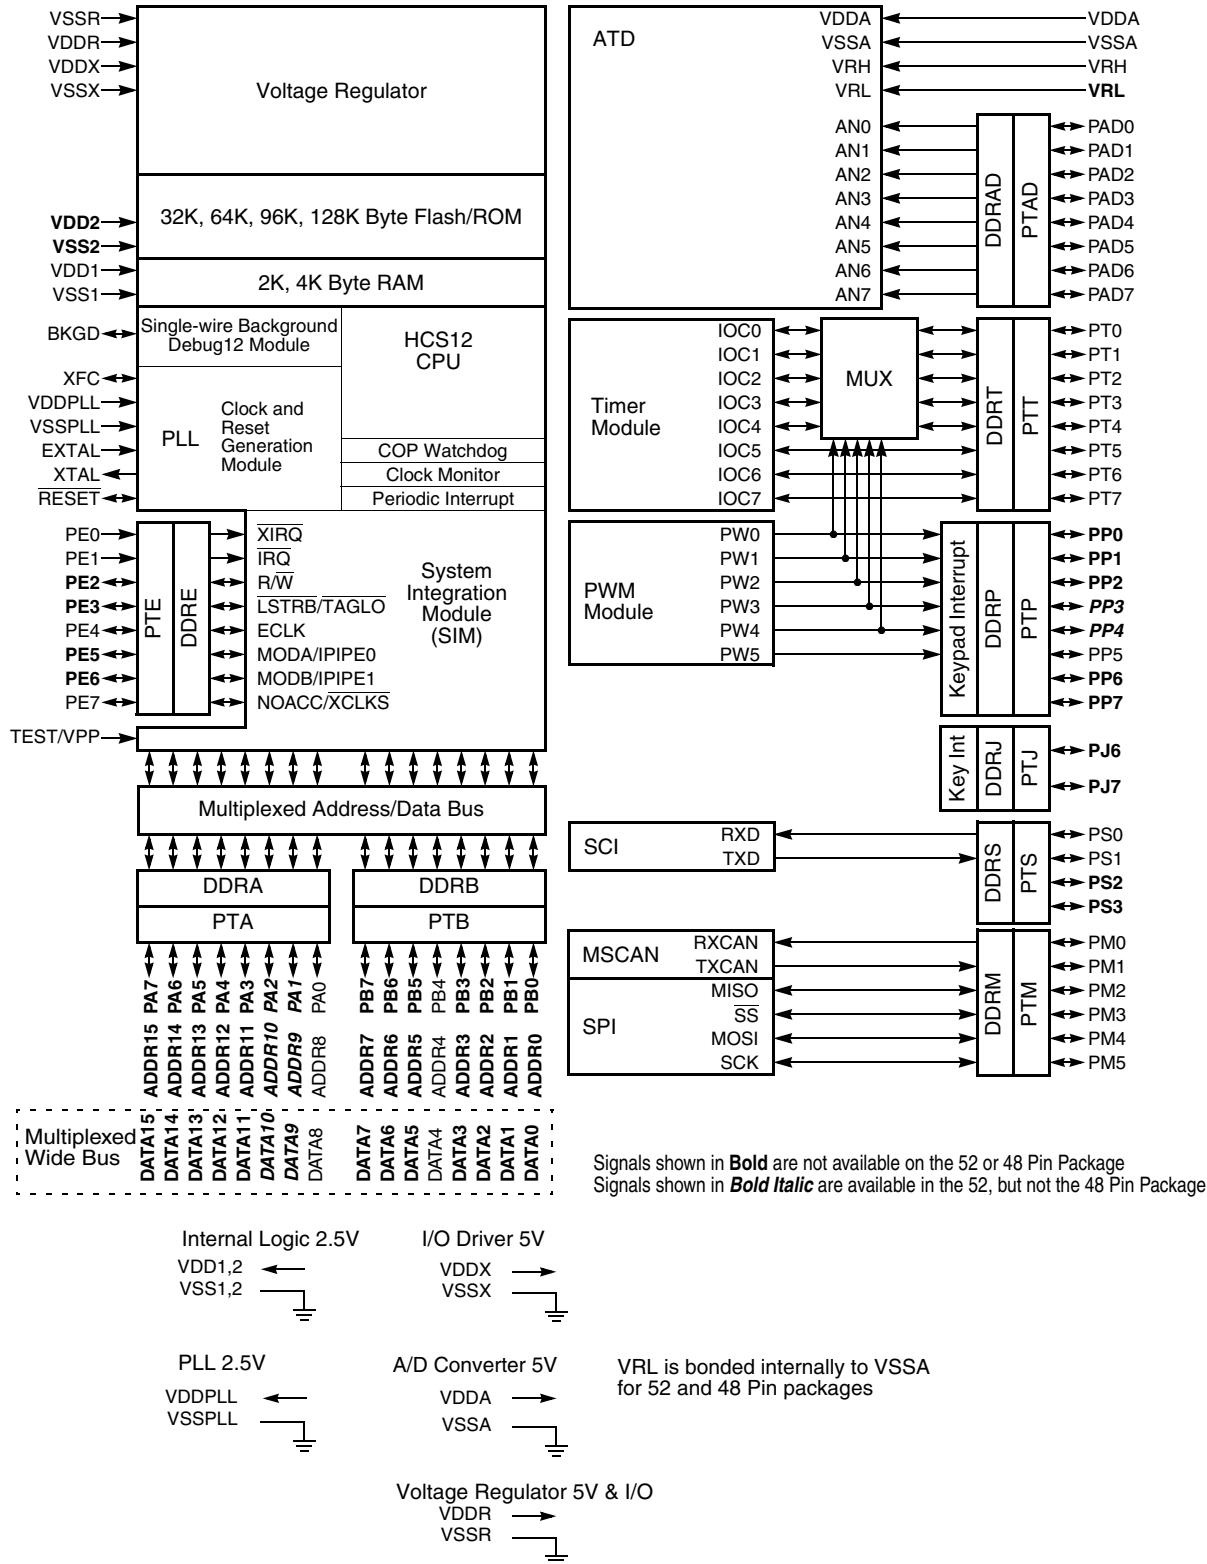 VSSR
VDDR
VDDX
VSSX
Voltage Regulator
VDD2
VSS2
32K, 64K, 96K, 128K Byte Flash/ROM
VDD1
VSS1
2K, 4K Byte RAM
BKGD
Single-wire Background
Debug12 Module
HCS12
CPU
XFC
VDDPLL
VSSPLL
EXTAL
XTAL
RESET
PLL
Clock and
Reset
Generation
Module
COP Watchdog
Clock Monitor
Periodic Interrupt
PE0
PE1
PE2
PE3
PE4
PE5
PE6
PE7
PTE
DDRE
XIRQ
IRQ
R/W
LSTRB/TAGLO
ECLK
MODA/IPIPE0
MODB/IPIPE1
NOACC/XCLKS
System
Integration
Module
(SIM)
TEST/VPP
Multiplexed Address/Data Bus
DDRA
PTA
DDRB
PTB
PA7
PA6
PA5
PA4
PA3
PA2
PA1
PA0
PB7
PB6
PB5
PB4
PB3
PB2
PB1
PB0
ADDR15
ADDR14
ADDR13
ADDR12
ADDR11
ADDR10
ADDR9
ADDR8
ADDR7
ADDR6
ADDR5
ADDR4
ADDR3
ADDR2
ADDR1
ADDR0
Multiplexed
Wide Bus
DATA15
DATA14
DATA13
DATA12
DATA11
DATA10
DATA9
DATA8
DATA7
DATA6
DATA5
DATA4
DATA3
DATA2
DATA1
DATA0
ATD
VDDA
VSSA
VRH
VRL
AN0
AN1
AN2
AN3
AN4
AN5
AN6
AN7
DDRAD
PTAD
VDDA
VSSA
VRH
VRL
PAD0
PAD1
PAD2
PAD3
PAD4
PAD5
PAD6
PAD7
Timer
Module
IOC0
IOC1
IOC2
IOC3
IOC4
IOC5
IOC6
IOC7
MUX
DDRT
PTT
PT0
PT1
PT2
PT3
PT4
PT5
PT6
PT7
PWM
Module
PW0
PW1
PW2
PW3
PW4
PW5
Keypad Interrupt
DDRP
PTP
PP0
PP1
PP2
PP3
PP4
PP5
PP6
PP7
Key Int
DDRJ
PTJ
PJ6
PJ7
SCI
RXD
TXD
DDRS
PTS
PS0
PS1
PS2
PS3
MSCAN
RXCAN
TXCAN
SPI
MISO
SS
MOSI
SCK
DDRM
PTM
PM0
PM1
PM2
PM3
PM4
PM5
Signals shown in Bold are not available on the 52 or 48 Pin Package
Signals shown in Bold Italic are available in the 52, but not the 48 Pin Package
Internal Logic 2.5V
VDD1,2
VSS1,2
I/O Driver 5V
VDDX
VSSX
PLL 2.5V
VDDPLL
VSSPLL
A/D Converter 5V
VDDA
VSSA
VRL is bonded internally to VSSA
for 52 and 48 Pin packages
Voltage Regulator 5V & I/O
VDDR
VSSR